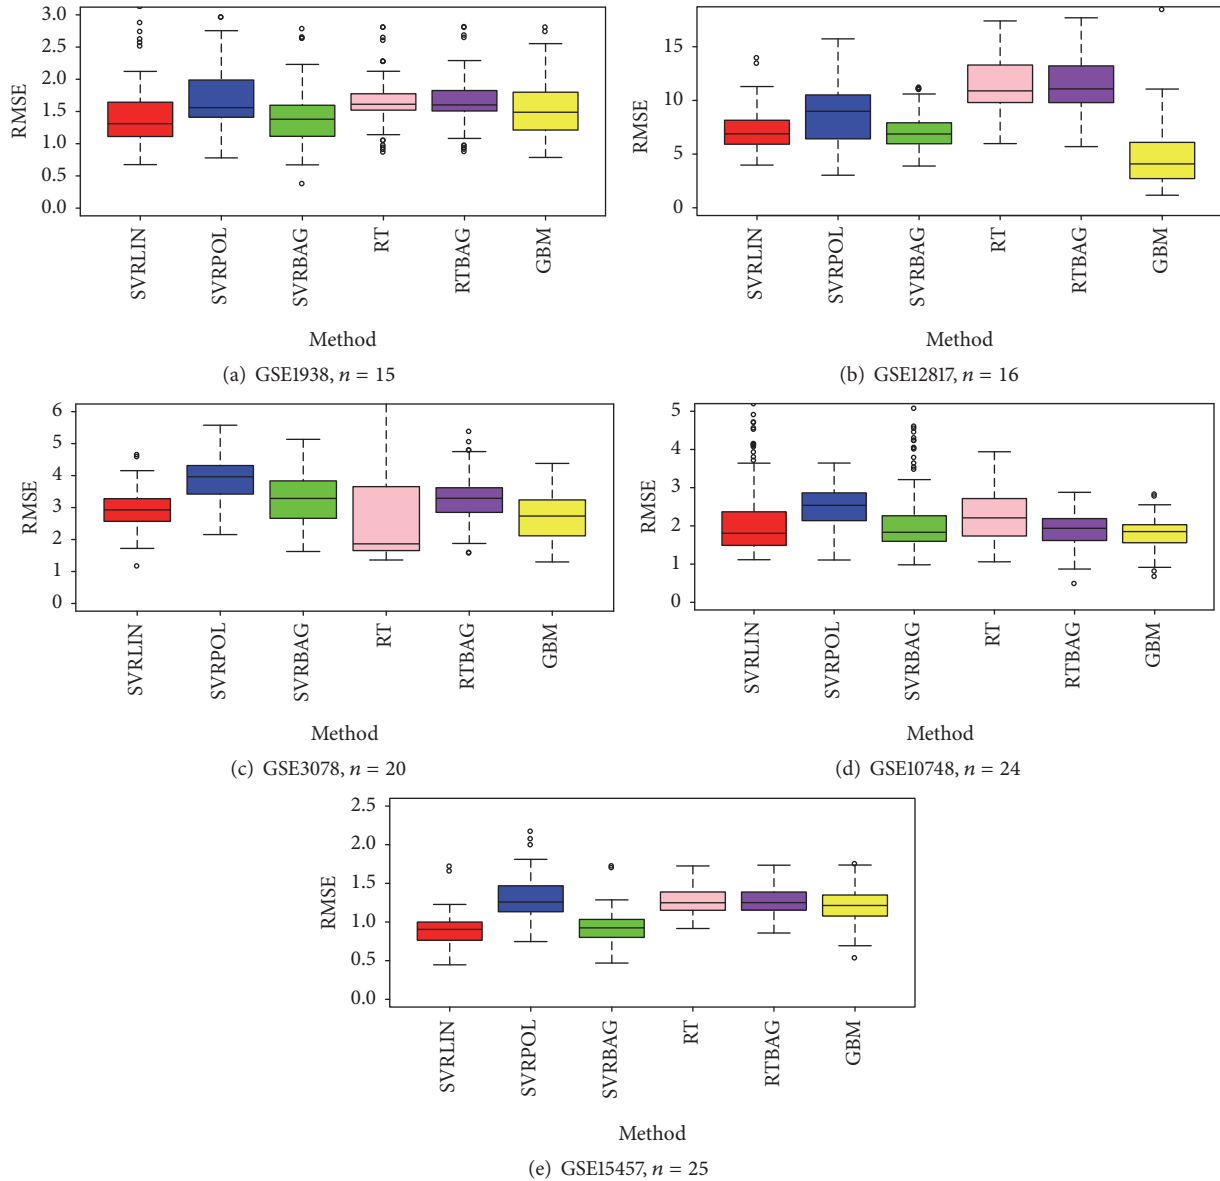 RMSE
3.0
2.5
2.0
1.5
1.0
0.5
0.0
SVRLIN
SVRPOL
SVRBAG
RT
RTBAG
GBM
Method
(a) GSE1938, n = 15
RMSE
15
10
5
0
SVRLIN
SVRPOL
SVRBAG
RT
RTBAG
GBM
Method
(b) GSE12817, n = 16
RMSE
6
5
4
3
2
1
0
SVRLIN
SVRPOL
SVRBAG
RT
RTBAG
GBM
Method
(c) GSE3078, n = 20
RMSE
5
4
3
2
1
0
SVRLIN
SVRPOL
SVRBAG
RT
RTBAG
GBM
Method
(d) GSE10748, n = 24
RMSE
2.5
2.0
1.5
1.0
0.5
0.0
SVRLIN
SVRPOL
SVRBAG
RT
RTBAG
GBM
Method
(e) GSE15457, n = 25